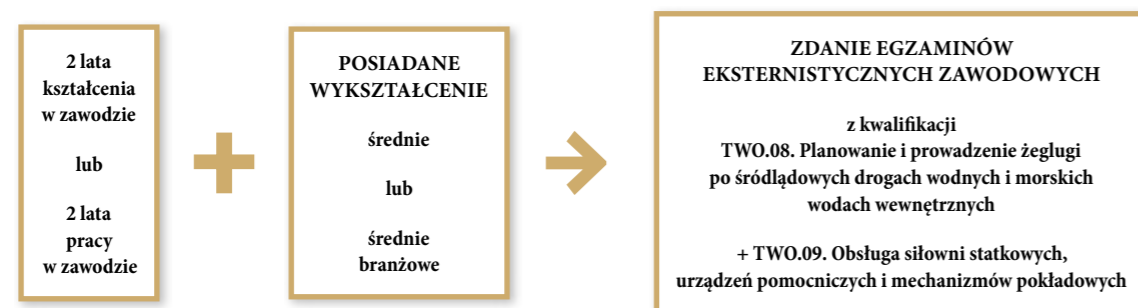 2 lata
kształcenia
w zawodzie
lub
2 lata
pracy
w zawodzie
POSIADANE
WYKSZTAŁCENIE
średnie
lub
średnie
branżowe
ZDANIE EGZAMINÓW
EKSTERNISTYCZNYCH ZAWODOWYCH
z kwalifikacji
TWO.08. Planowanie i prowadzenie żeglugi
po śródlądowych drogach wodnych i morskich
wodach wewnętrznych
+ TWO.09. Obsługa siłowni statkowych,
urządzeń pomocniczych i mechanizmów pokładowych